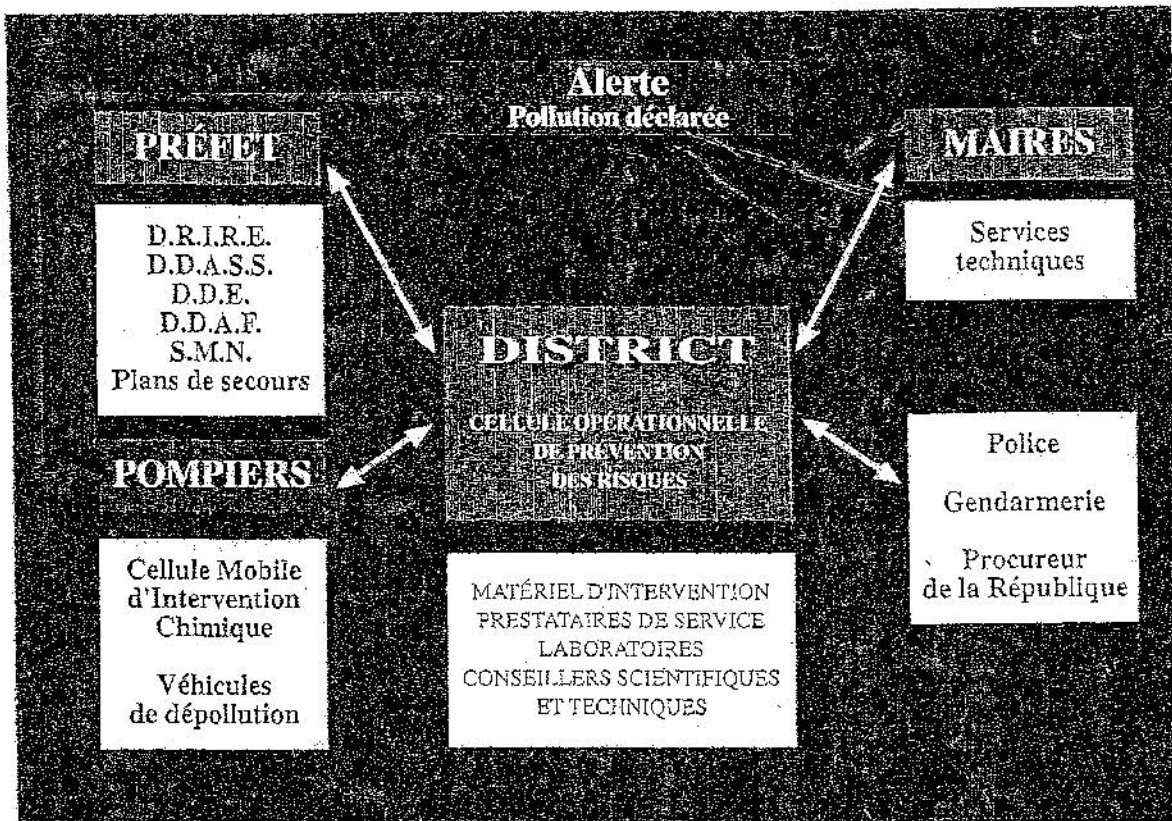 Alerte
Pollution déclarée
PRÉFET
D.R.I.R.E.
D.D.A.S.S.
D.D.E.
D.D.A.F.
S.M.N.
Plans de secours
POMPIERS
Cellule Mobile
d'Intervention
Chimique
Véhicules
de dépollution
DISTRICT
CELLULE OPÉRATIONNELLE
DE PRÉVENTION
DES RISQUES
MATÉRIEL D'INTERVENTION
PRESTATAIRES DE SERVICE
LABORATOIRES
CONSEILLERS SCIENTIFIQUES
ET TECHNIQUES
MAIRES
Services
techniques
Police
Gendarmerie
Procureur
de la République